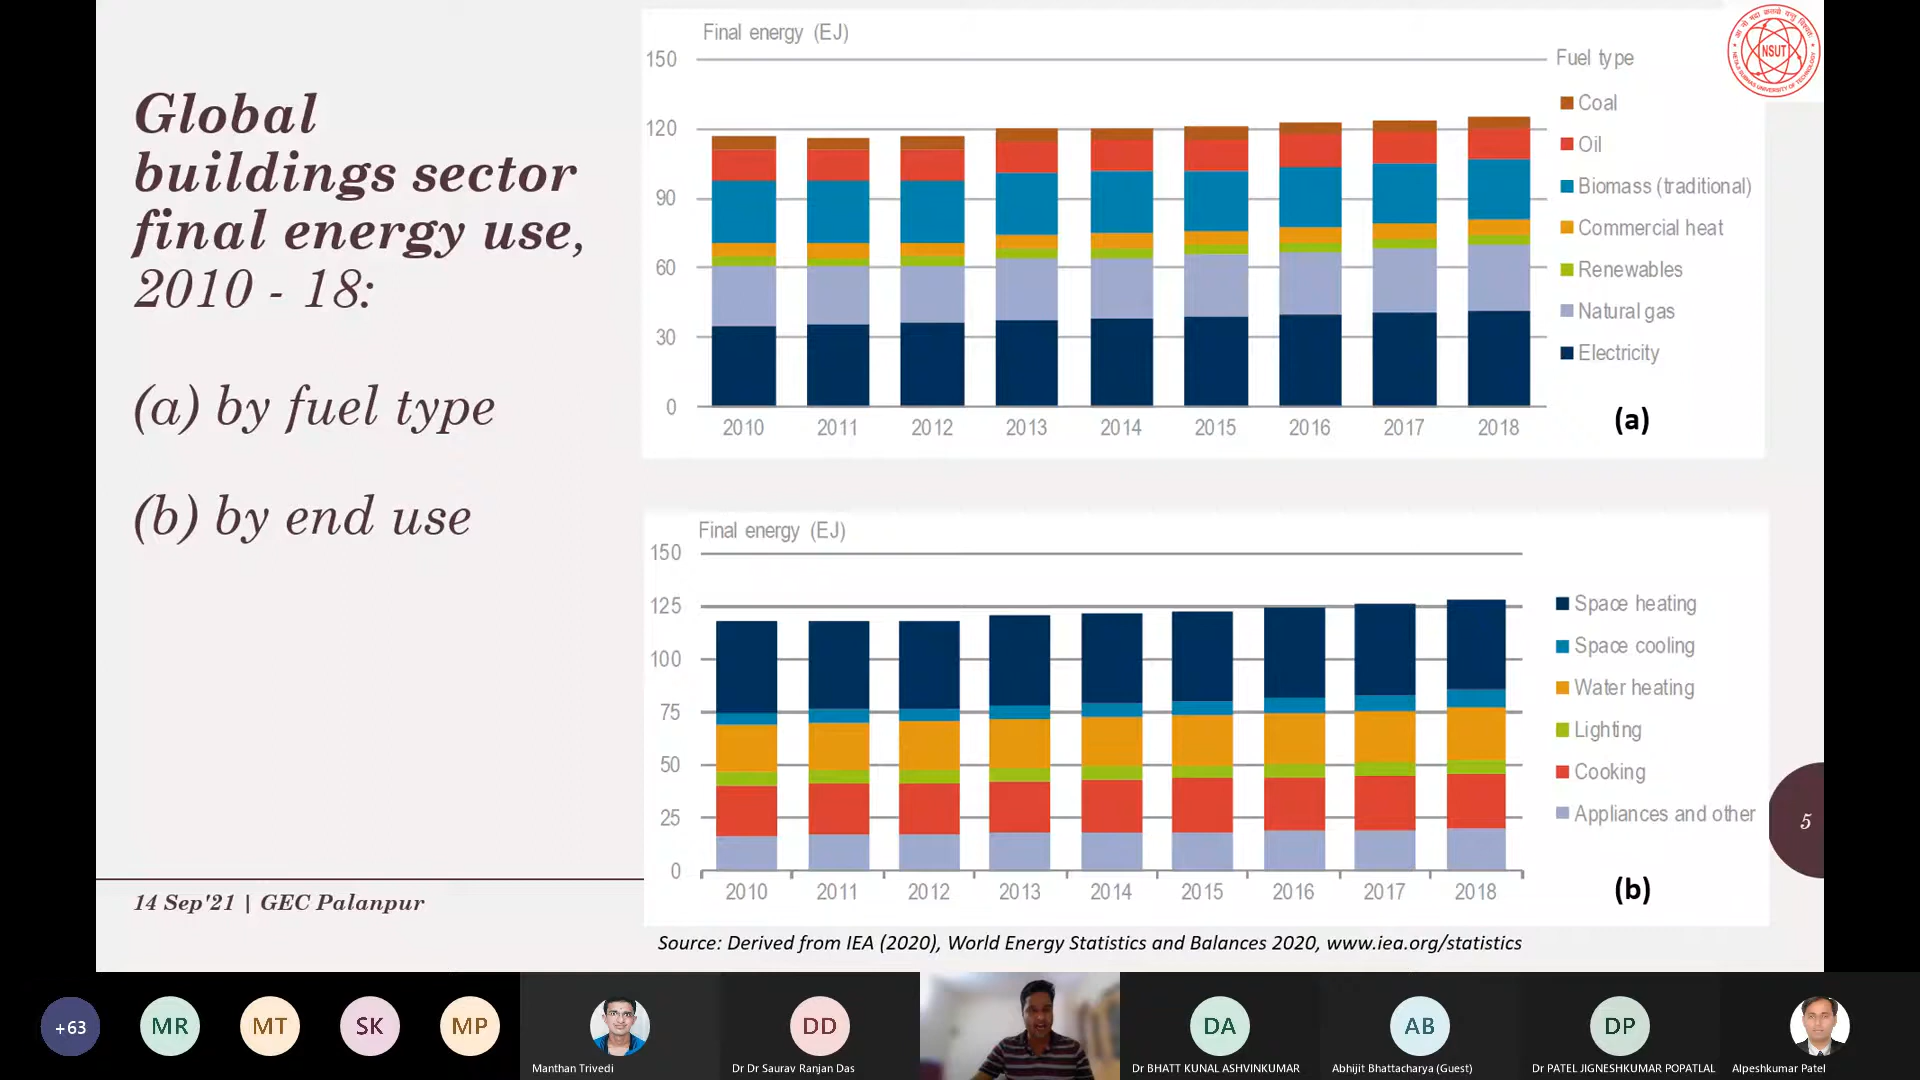 Global
buildings sector
final energy use,
2010 - 18:
(a) by fuel type
(b) by end use
14 Sep'21 | GEC Palanpur
Final energy (EJ)
150
120
90
60
30
0
2010 2011 2012 2013 2014 2015 2016 2017 2018
Fuel type
Coal
Oil
Biomass (traditional)
Commercial heat
Renewables
Natural gas
Electricity
(a)
NSUT
Final energy (EJ)
150
125
100
75
50
25
0
2010 2011 2012 2013 2014 2015 2016 2017 2018
Space heating
Space cooling
Water heating
Lighting
Cooking
Appliances and other
(b)
5
Source: Derived from IEA (2020), World Energy Statistics and Balances 2020, www.iea.org/statistics
+63
MR
MT
SK
MP
Manthan Trivedi
DD
Dr Dr Saurav Ranjan Das
DA
Dr BHATT KUNAL ASHVINKUMAR
AB
Abhijit Bhattacharya (Guest)
DP
Dr PATEL JIGNESHKUMAR POPATLAL
Alpeshkumar Patel